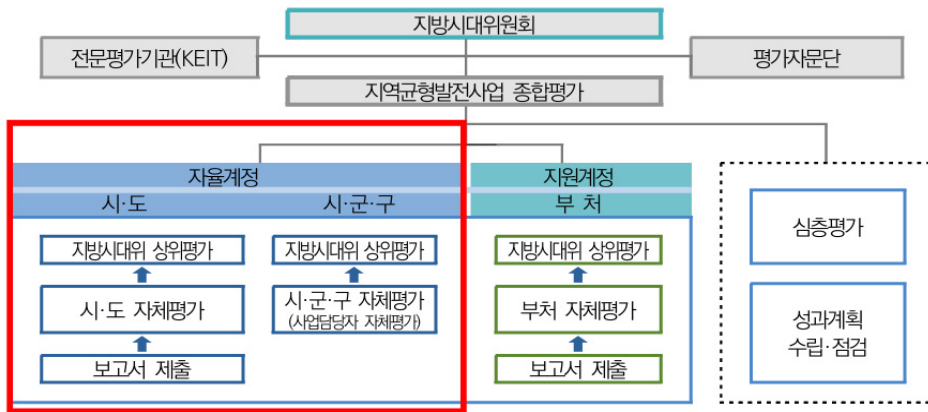 지방시대위원회
전문평가기관(KEIT)
평가자문단
지역균형발전사업 종합평가
자율계정
지원계정
시·도
시·군·구
부 처
지방시대위 상위평가
지방시대위 상위평가
지방시대위 상위평가
시·도 자체평가
시·군·구 자체평가
(사업담당자 자체평가)
부처 자체평가
보고서 제출
보고서 제출
심층평가
성과계획
수립·점검